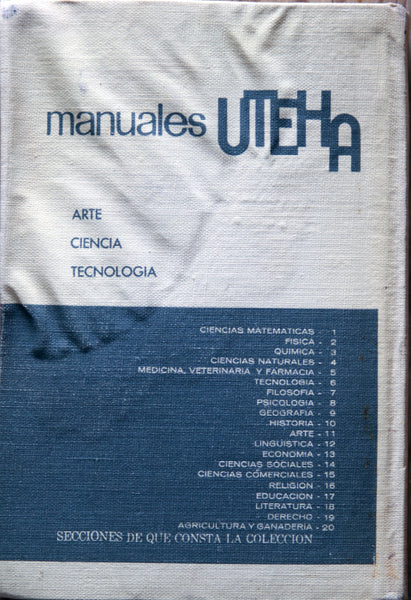 manuales UTEHA
ARTE
CIENCIA
TECNOLOGIA
CIENCIAS MATEMATICAS - 1
FISICA - 2
QUIMICA - 3
CIENCIAS NATURALES - 4
MEDICINA, VETERINARIA Y FARMACIA - 5
TECNOLOGIA - 6
FILOSOFIA - 7
PSICOLOGIA - 8
GEOGRAFIA - 9
HISTORIA - 10
ARTE - 11
LINGÜISTICA - 12
ECONOMIA - 13
CIENCIAS SOCIALES - 14
CIENCIAS COMERCIALES - 15
RELIGION - 16
EDUCACION - 17
LITERATURA - 18
DERECHO - 19
AGRICULTURA Y GANADERIA - 20
SECCIONES DE QUE CONSTA LA COLECCION